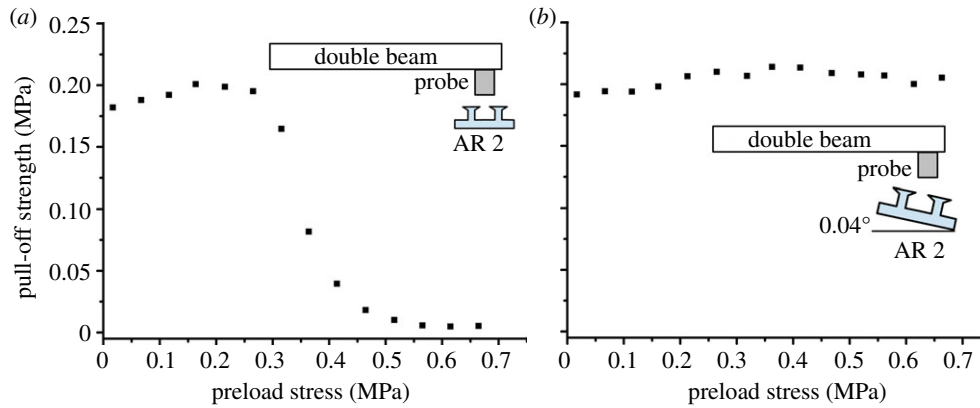 (a)
0.25
0.20
0.15
0.10
0.05
0
pull-off strength (MPa)
double beam
probe
AR 2
0 0.1 0.2 0.3 0.4 0.5 0.6 0.7
preload stress (MPa)
(b)
double beam
probe
0.04°
AR 2
0 0.1 0.2 0.3 0.4 0.5 0.6 0.7
preload stress (MPa)